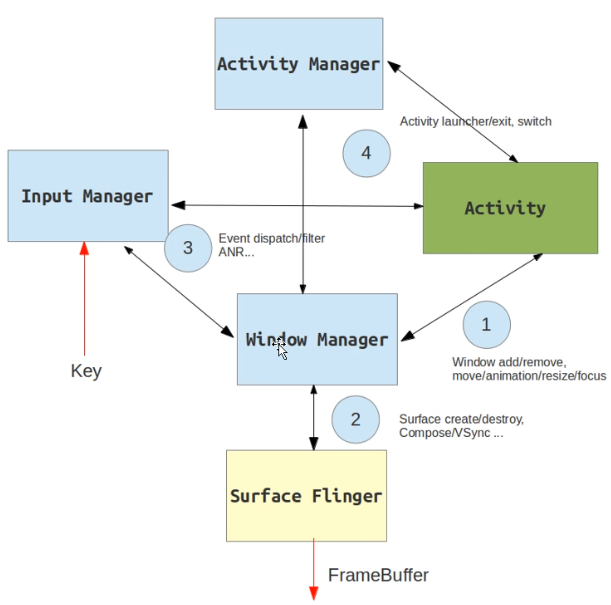 Activity Manager
Activity launcher/exit, switch
4
Input Manager
Activity
3
Event dispatch/filter
ANR...
Window Manager
1
Window add/remove,
move/animation/resize/focus
Key
2
Surface create/destroy,
Compose/VSync ...
Surface Flinger
FrameBuffer